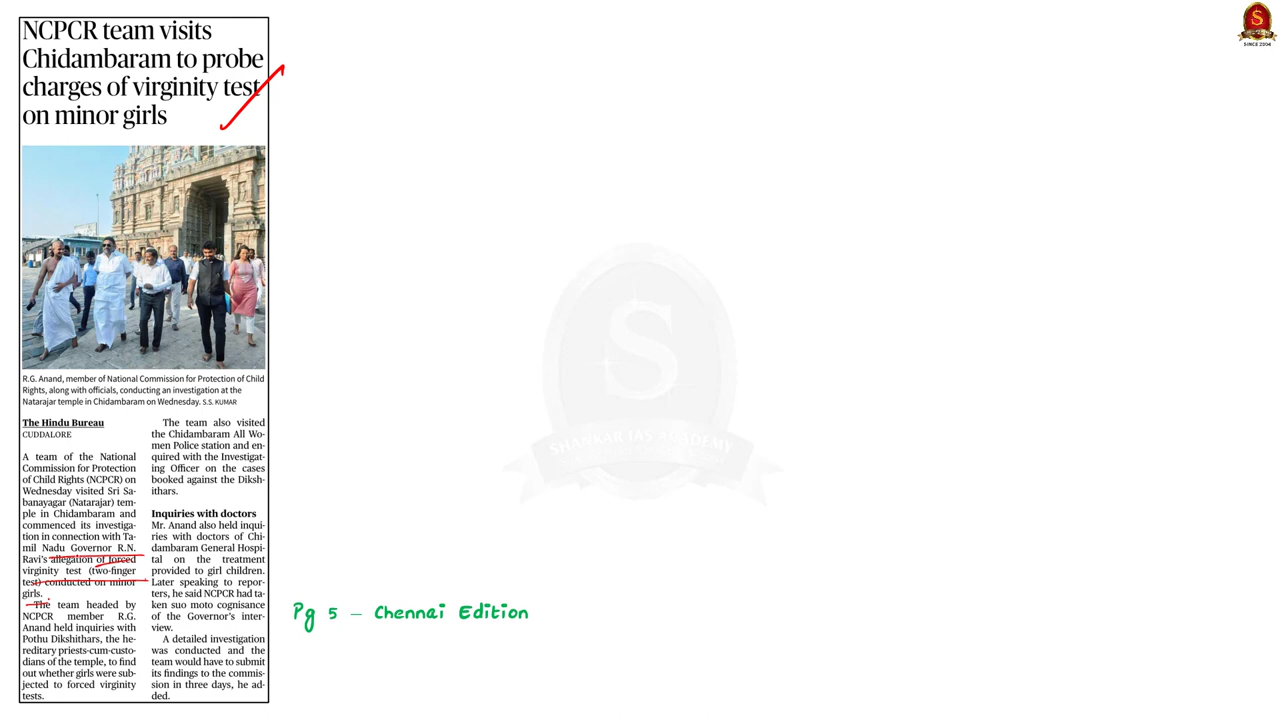 NCPCR team visits
Chidambaram to probe
charges of virginity test
on minor girls
R.G. Anand, member of National Commission for Protection of Child
Rights, along with officials, conducting an investigation at the
Natarajar temple in Chidambaram on Wednesday. S.S. KUMAR
The Hindu Bureau
CUDDALORE
A team of the National
Commission for Protection
of Child Rights (NCPCR) on
Wednesday visited Sri Sa-
banayagar (Natarajar) tem-
ple in Chidambaram and
commenced its investiga-
tion in connection with Ta-
mil Nadu Governor R.N.
Ravi's allegation of forced
virginity test (two-finger
test) conducted on minor
girls.
The team headed by
NCPCR member R.G.
Anand held inquiries with
Pothu Dikshithars, the he-
reditary priests-cum-custo-
dians of the temple, to find
out whether girls were sub-
jected to forced virginity
tests.
The team also visited
the Chidambaram All Wo-
men Police station and en-
quired with the Investigat-
ing Officer on the cases
booked against the Diksh-
ithars.
Inquiries with doctors
Mr. Anand also held inqui-
ries with doctors of Chi-
dambaram General Hospi-
tal on the treatment
provided to girl children.
Later speaking to repor-
ters, he said NCPCR had ta-
ken suo moto cognisance
of the Governor's inter-
view.
A detailed investigation
was conducted and the
team would have to submit
its findings to the commis-
sion in three days, he ad-
ded.
Pg 5 – Chennai Edition
S
SHANKAR IAS ACADEMY
S
SINCE 2004